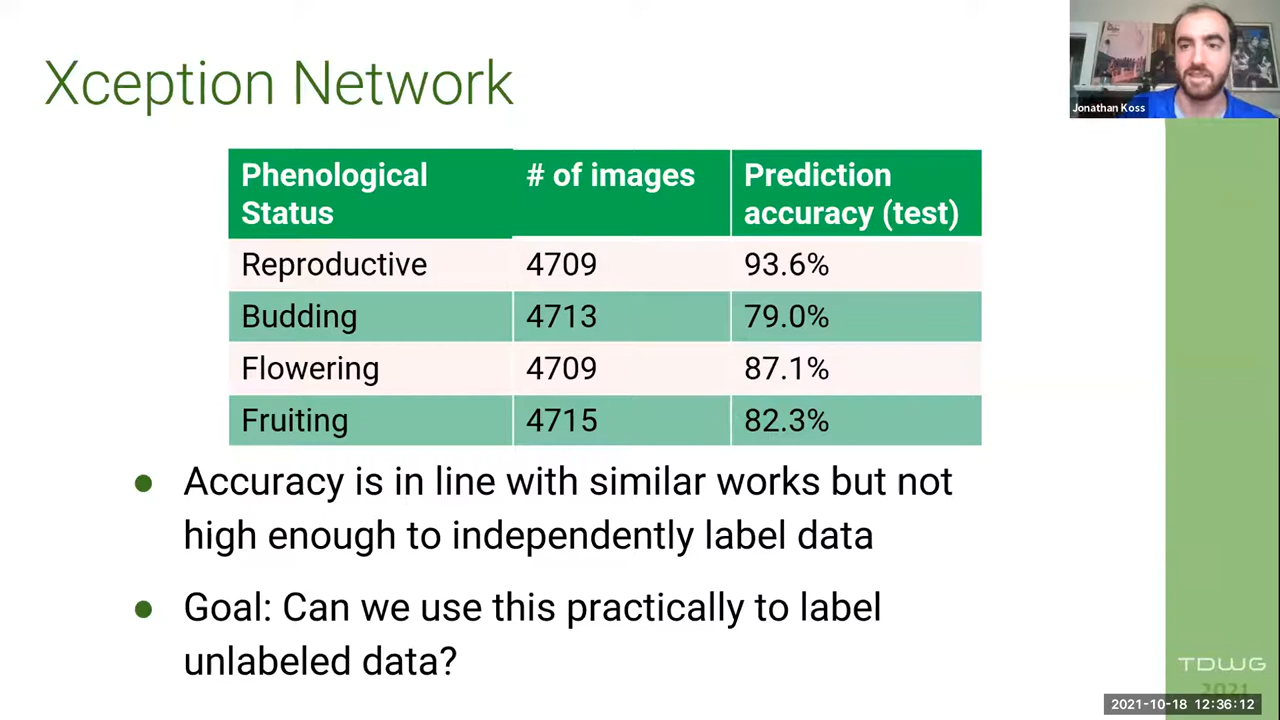 Xception Network
Jonathan Koss
Phenological Status
# of images
Prediction accuracy (test)
Reproductive 4709 93.6%
Budding 4713 79.0%
Flowering 4709 87.1%
Fruiting 4715 82.3%
● Accuracy is in line with similar works but not
high enough to independently label data
● Goal: Can we use this practically to label
unlabeled data?
TDWG
2021
2021-10-18 12:36:12